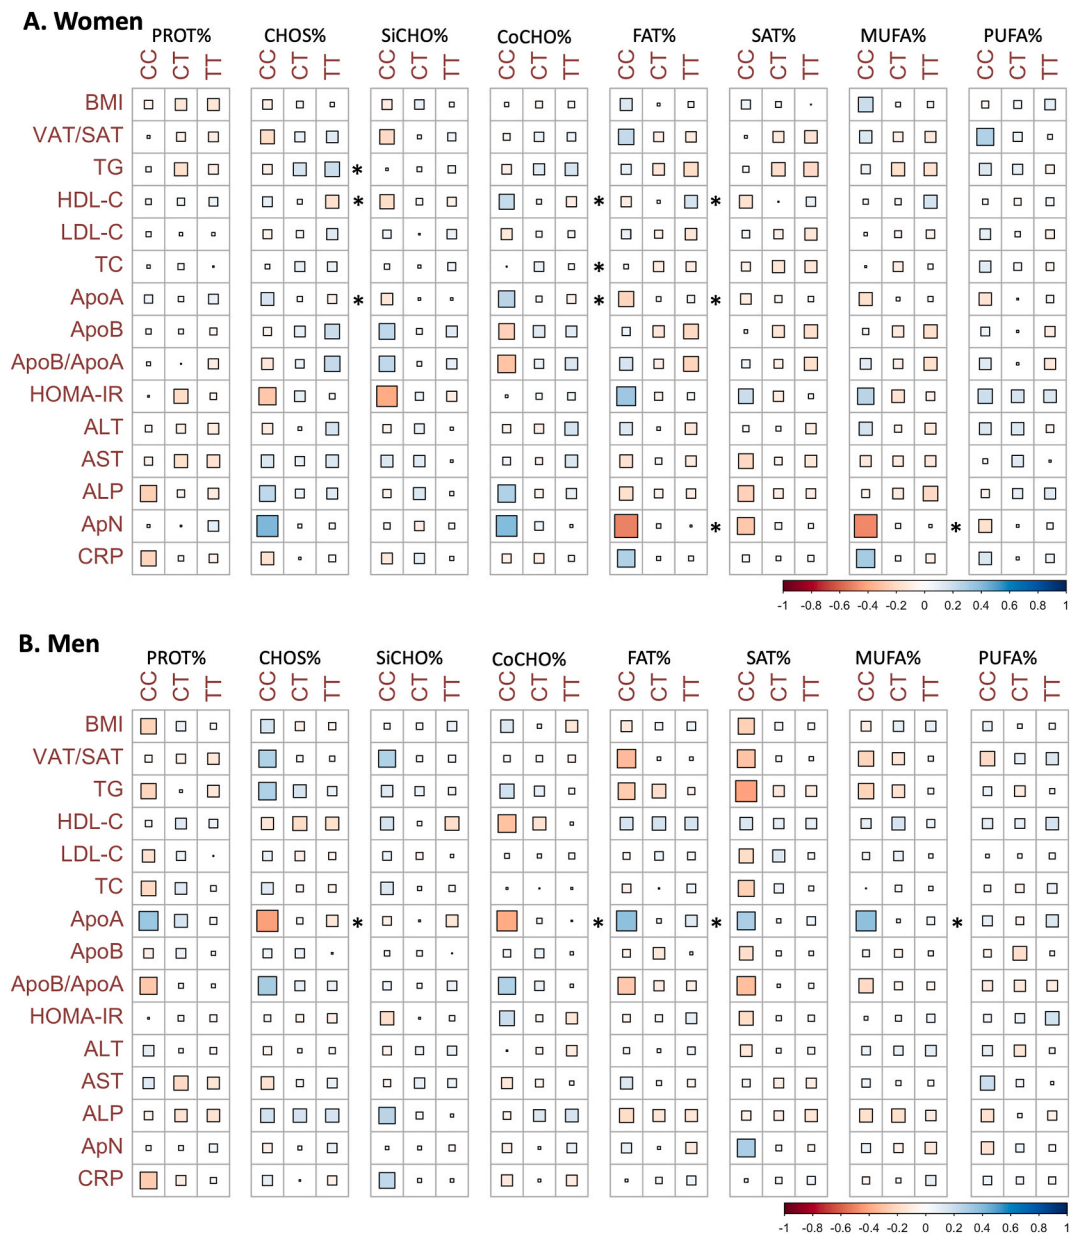 A. Women
PROT% CHOS% SiCHO% CoCHO% FAT% SAT% MUFA% PUFA%
CC CT TT CC CT TT CC CT TT CC CT TT CC CT TT CC CT TT CC CT TT CC CT TT
BMI
VAT/SAT
TG *
HDL-C * * *
LDL-C
TC *
ApoA * * *
ApoB
ApoB/ApoA
HOMA-IR
ALT
AST
ALP
ApN * *
CRP
-1 -0.8 -0.6 -0.4 -0.2 0 0.2 0.4 0.6 0.8 1
B. Men
PROT% CHOS% SiCHO% CoCHO% FAT% SAT% MUFA% PUFA%
CC CT TT CC CT TT CC CT TT CC CT TT CC CT TT CC CT TT CC CT TT CC CT TT
BMI
VAT/SAT
TG
HDL-C
LDL-C
TC
ApoA * * * *
ApoB
ApoB/ApoA
HOMA-IR
ALT
AST
ALP
ApN
CRP
-1 -0.8 -0.6 -0.4 -0.2 0 0.2 0.4 0.6 0.8 1